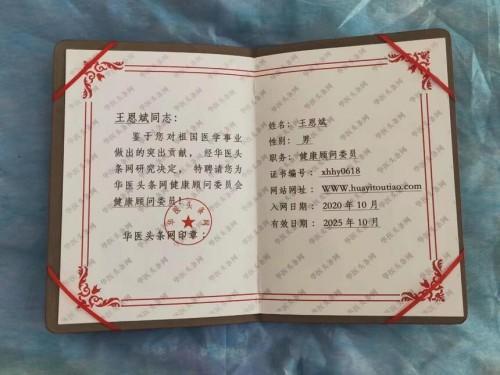 王恩斌同志：
鉴于您对祖国医学事业
做出的突出贡献，经华医头
条网研究决定，特聘请您为
华医头条网健康顾问委员会
健康顾问委员！
华医头条网
华医头条网印章：
姓名：王恩斌
性别：男
职务：健康顾问委员
证书编号：xhhy0618
网站网址：WWW.huayitoutiao.com
入网日期：2020年10月
有效日期：2025年10月